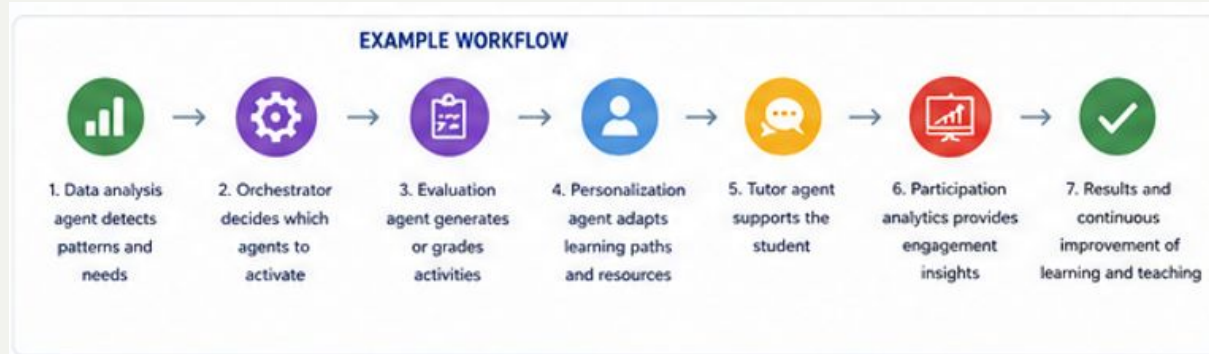 EXAMPLE WORKFLOW
1. Data analysis
agent detects
patterns and
needs
2. Orchestrator
decides which
agents to
activate
3. Evaluation
agent generates
or grades
activities
4. Personalization
agent adapts
learning paths
and resources
5. Tutor agent
supports the
student
6. Participation
analytics provides
engagement
insights
7. Results and
continuous
improvement of
learning and teaching